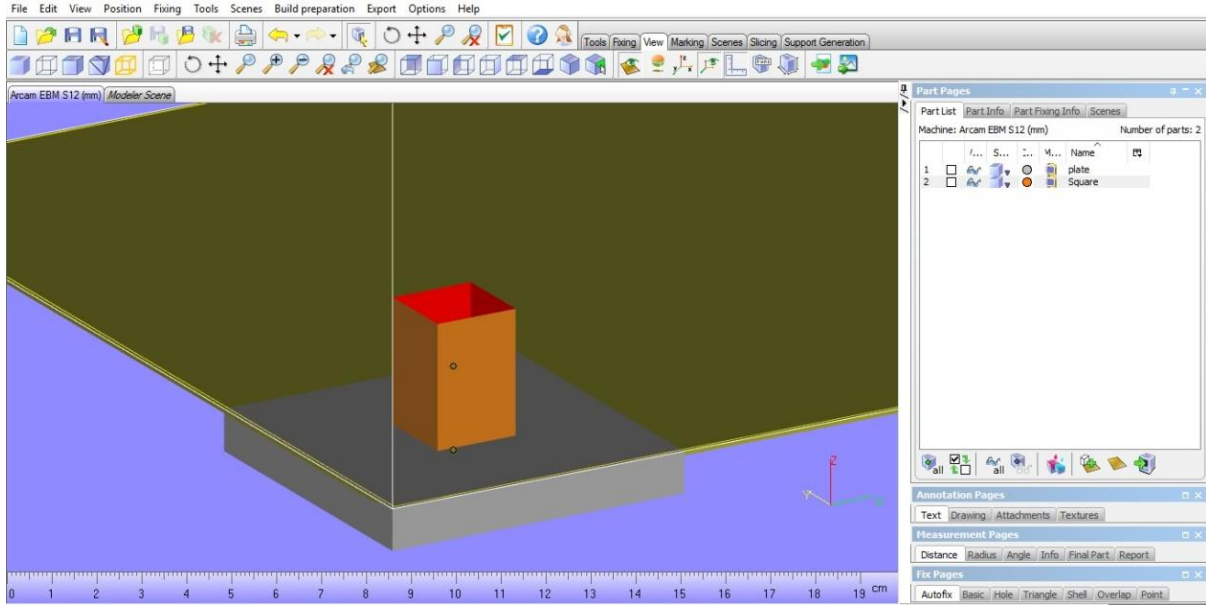 File Edit View Position Fixing Tools Scenes Build preparation Export Options Help
Tools Fixing View Marking Scenes Slicing Support Generation
Arcam EBM S12 (mm) Modeler Scene
Part Pages
Part List Part Info Part Fixing Info Scenes
Machine: Arcam EBM S12 (mm) Number of parts: 2
S... Name
1 plate
2 Square
all all
Z
Y
Annotation Pages
Text Drawing Attachments Textures
Measurement Pages
Distance Radius Angle Info Final Part Report
Fix Pages
Autofix Basic Hole Triangle Shell Overlap Point
0 1 2 3 4 5 6 7 8 9 10 11 12 13 14 15 16 17 18 19 cm